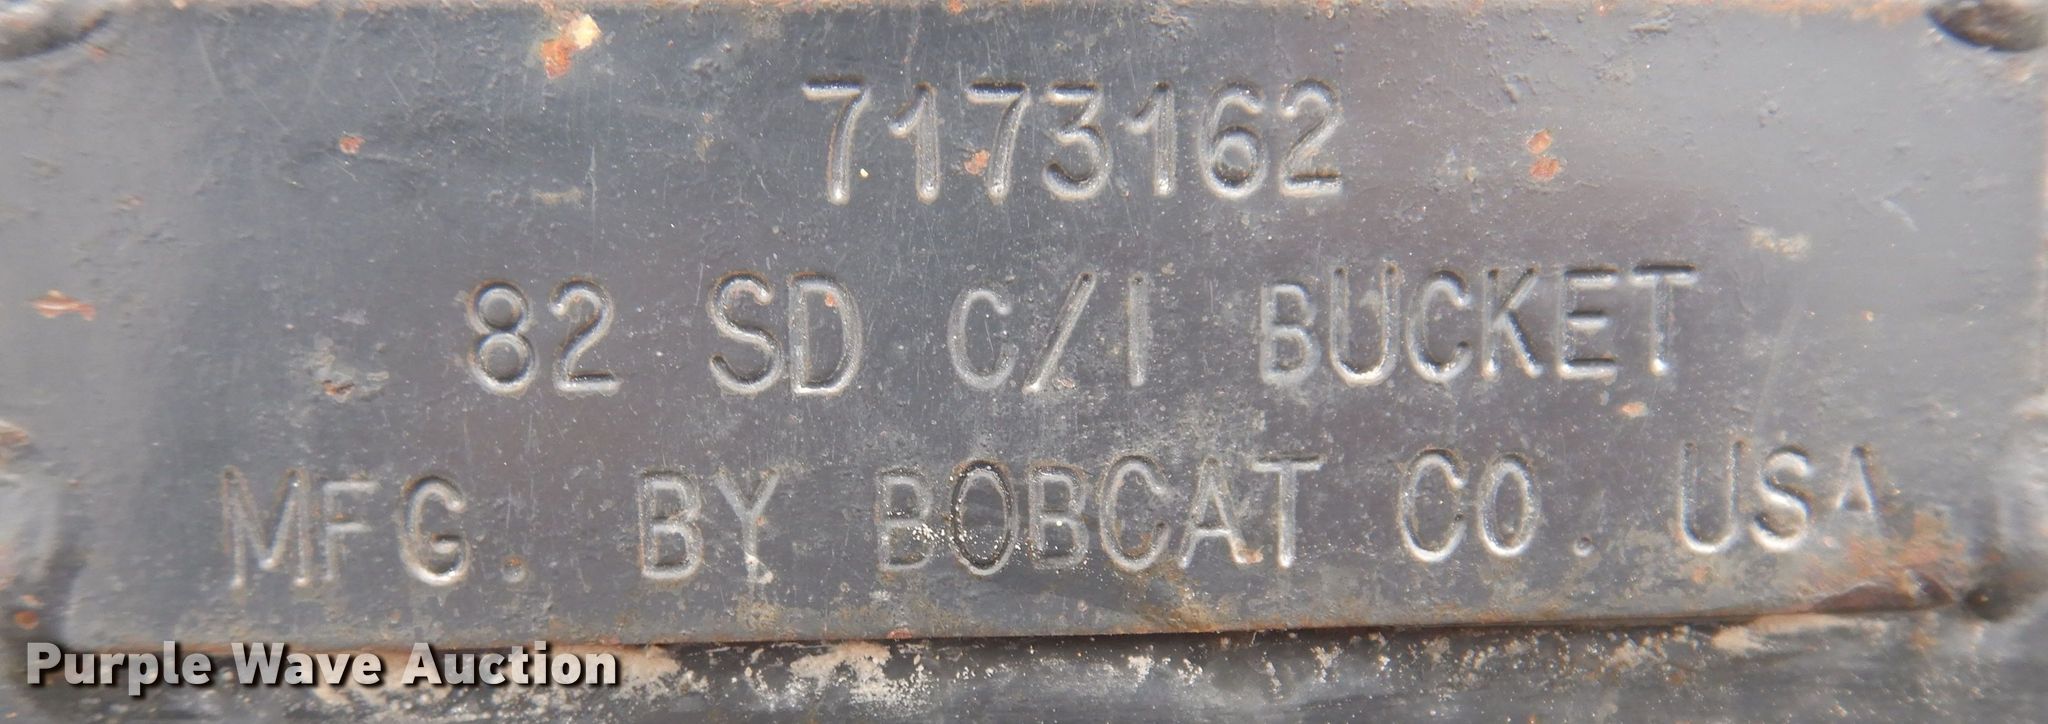 7173162
82 SD C/I BUCKET
MFG. BY BOBCAT CO. USA
Purple Wave Auction